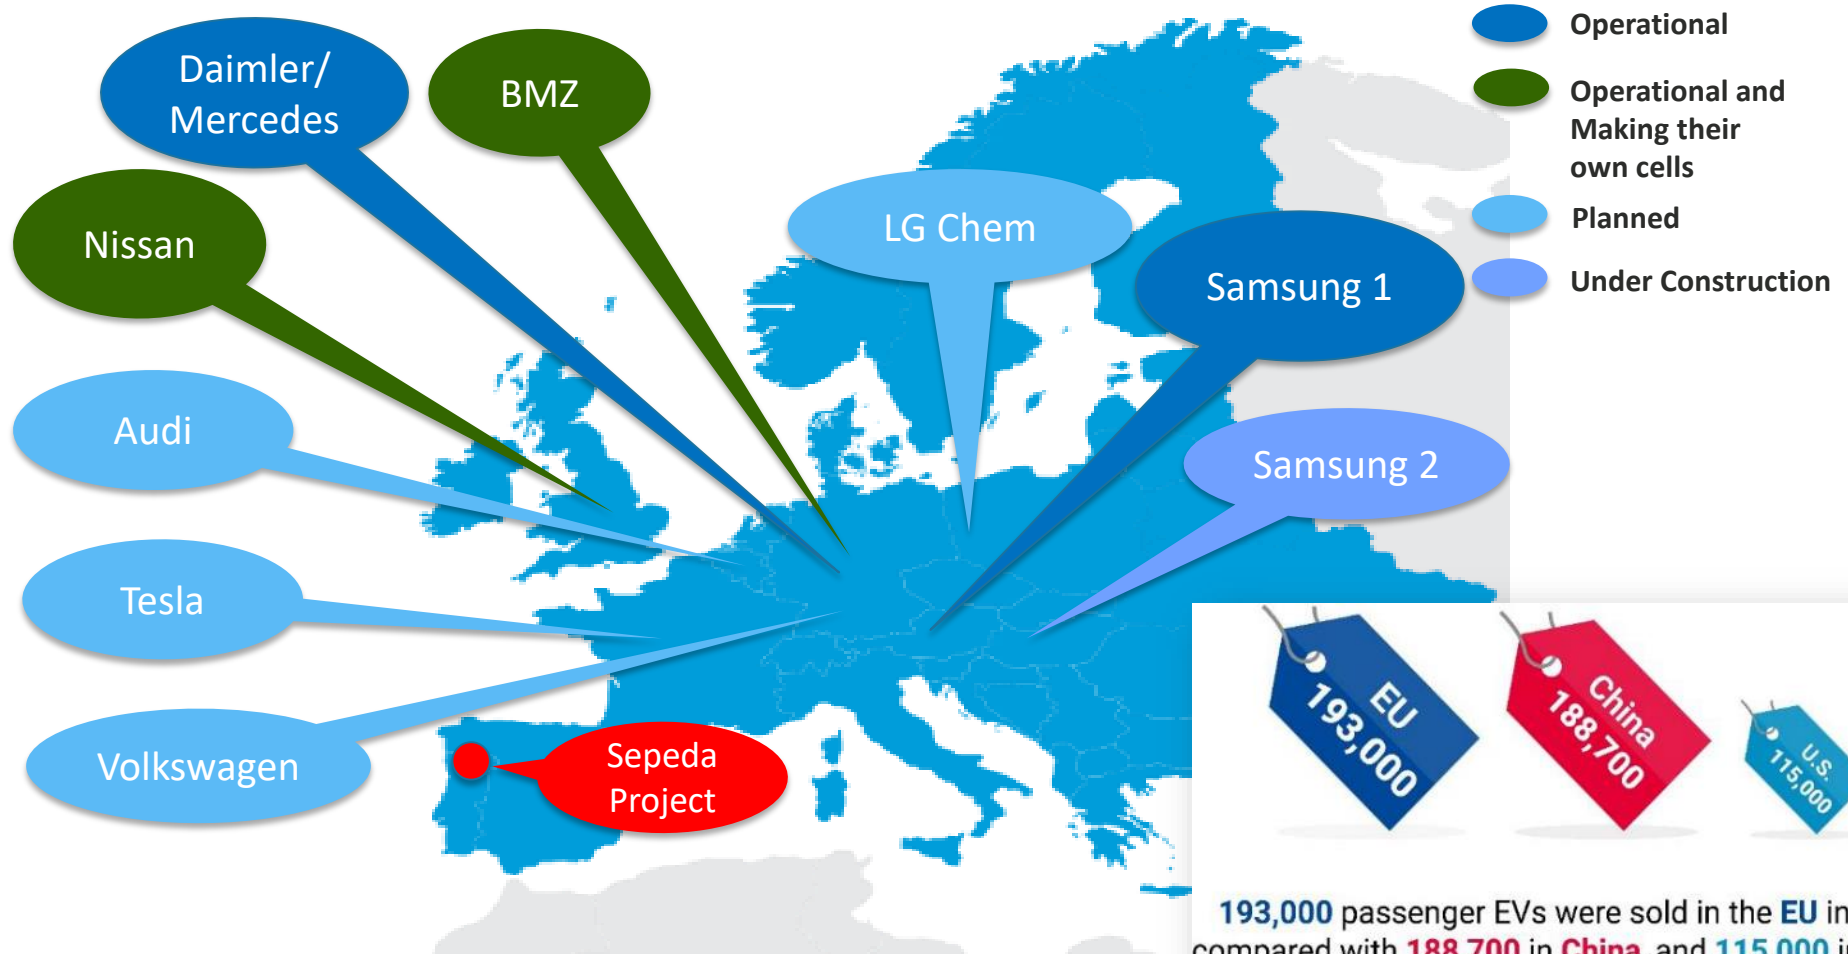 Daimler/
Mercedes
BMZ
Nissan
LG Chem
Samsung 1
Audi
Samsung 2
Tesla
Volkswagen
Sepeda
Project
Operational
Operational and
Making their
own cells
Planned
Under Construction
EU
193,000
China
188,700
U.S.
115,000
193,000 passenger EVs were sold in the EU in
compared with 188,700 in China, and 115,000 in